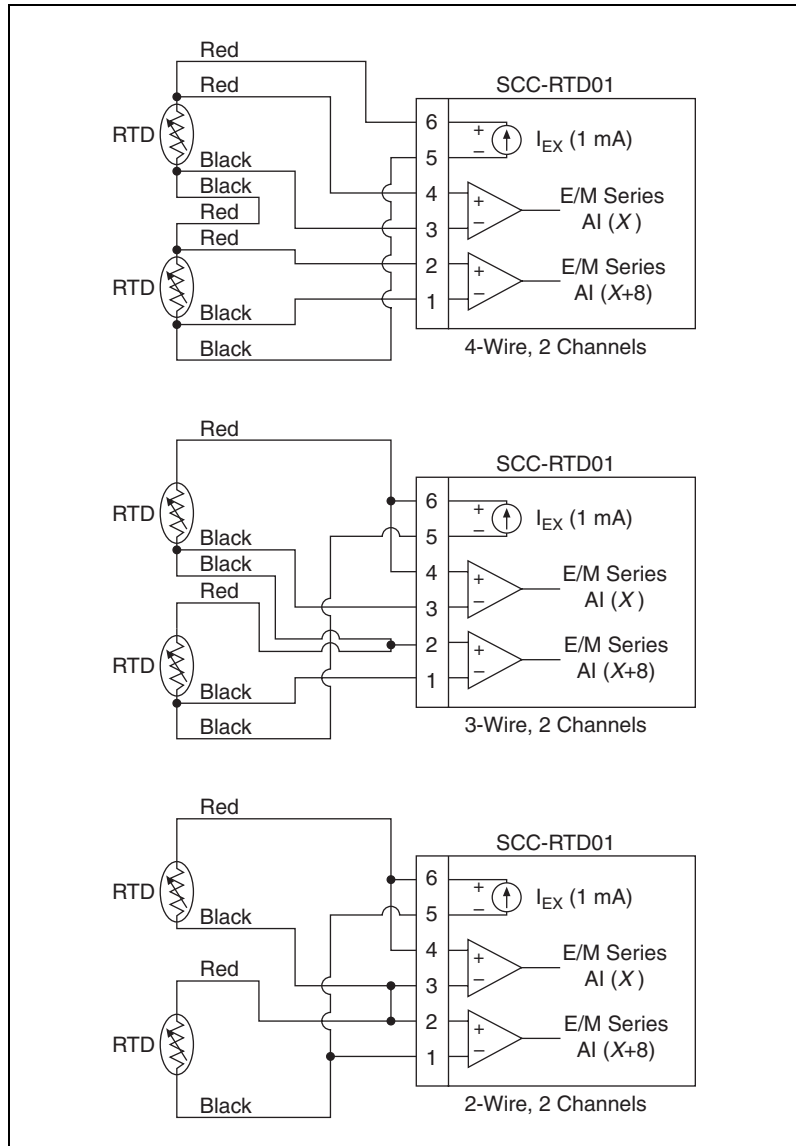 Red
Red
SCC-RTD01
6
+
–
I_EX (1 mA)
RTD
5
Black
Black
4
+
–
E/M Series
AI (X)
Red
3
Red
2
+
–
E/M Series
AI (X+8)
RTD
1
Black
Black
4-Wire, 2 Channels
Red
SCC-RTD01
6
+
–
I_EX (1 mA)
RTD
5
Black
4
+
–
E/M Series
AI (X)
Black
Red
3
2
+
–
E/M Series
AI (X+8)
RTD
1
Black
Black
3-Wire, 2 Channels
Red
SCC-RTD01
6
+
–
I_EX (1 mA)
RTD
5
Black
4
+
–
E/M Series
AI (X)
Red
3
2
+
–
E/M Series
AI (X+8)
RTD
1
Black
2-Wire, 2 Channels